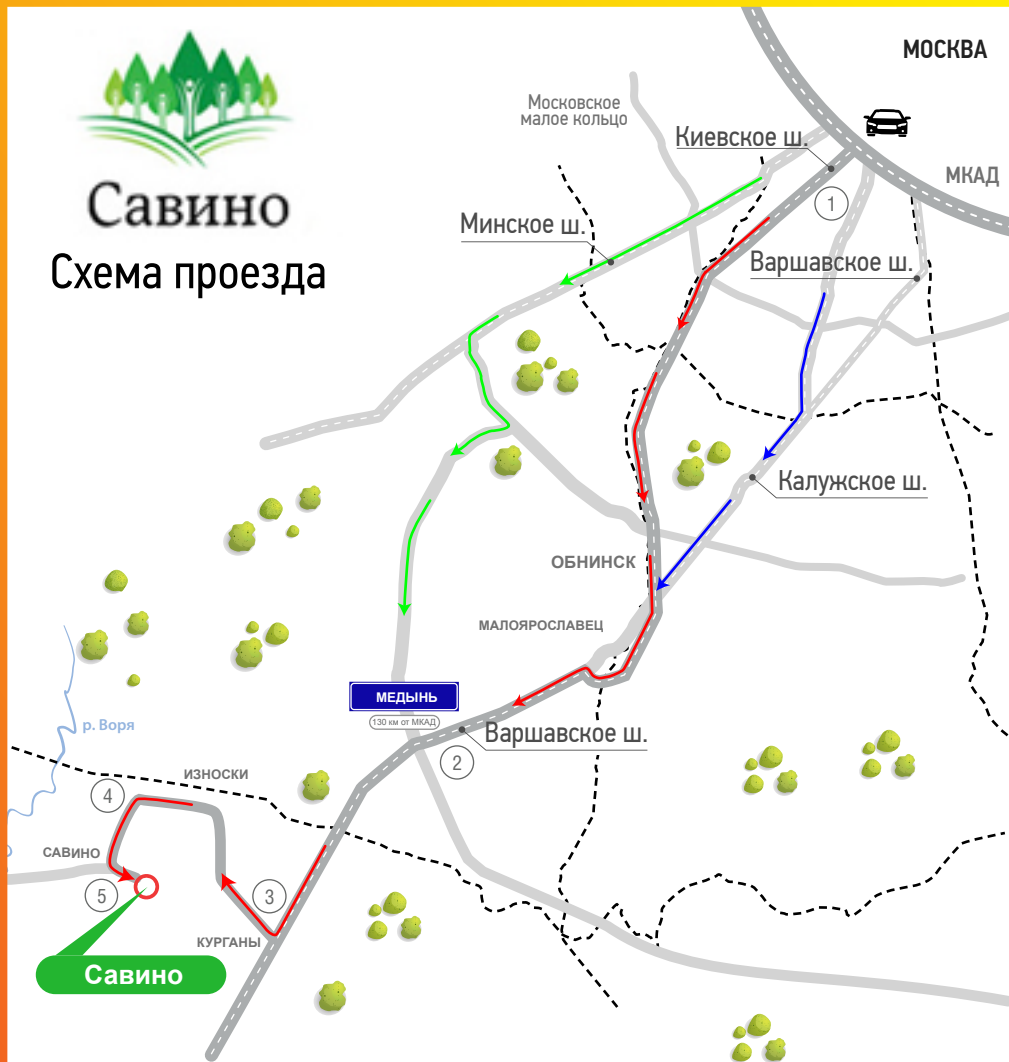 МОСКВА
Московское
малое кольцо
Киевское ш.
МКАД
1
Савино
Минское ш.
Схема проезда
Варшавское ш.
Калужское ш.
ОБНИНСК
МАЛОЯРОСЛАВЕЦ
МЕДЫНЬ
130 км от МКАД
р. Воря
Варшавское ш.
2
ИЗНОСКИ
4
САВИНО
5
3
КУРГАНЫ
Савино